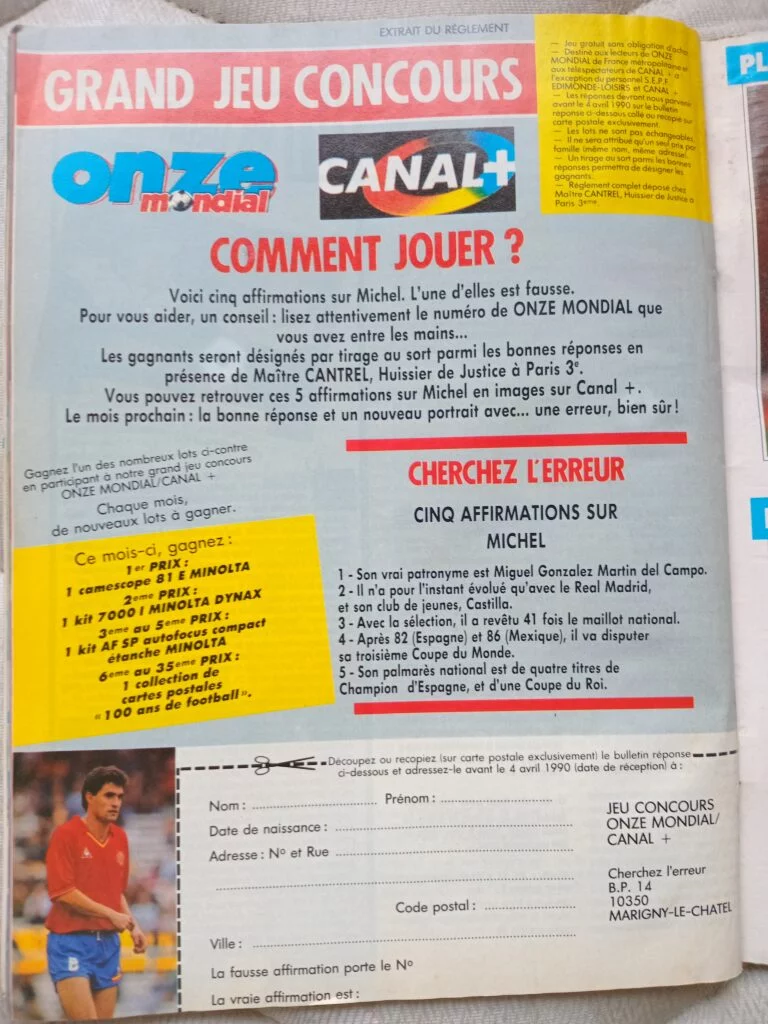 EXTRAIT DU RÈGLEMENT
GRAND JEU CONCOURS
— Jeu gratuit sans obligation d'achat
— Destiné aux lecteurs de ONZE
MONDIAL de France métropolitaine et
aux téléspectateurs de CANAL + à
l'exception du personnel S.E.P.F.
EDIMONDE-LOISIRS et CANAL +
— Les réponses devront nous parvenir
avant le 4 avril 1990 sur le bulletin
réponse ci-dessous collé ou recopié sur
carte postale exclusivement
— Les lots ne sont pas échangeables
— Il ne sera attribué qu'un seul prix par
famille (même nom, même adresse)
— Un tirage au sort parmi les bonnes
réponses permettra de désigner les
gagnants.
— Règlement complet déposé chez
Maître CANTREL, Huissier de Justice à
Paris 3eme.
onze
mondial
CANAL+
COMMENT JOUER ?
Voici cinq affirmations sur Michel. L'une d'elles est fausse.
Pour vous aider, un conseil : lisez attentivement le numéro de ONZE MONDIAL que
vous avez entre les mains...
Les gagnants seront désignés par tirage au sort parmi les bonnes réponses en
présence de Maître CANTREL, Huissier de Justice à Paris 3e.
Vous pouvez retrouver ces 5 affirmations sur Michel en images sur Canal +.
Le mois prochain : la bonne réponse et un nouveau portrait avec... une erreur, bien sûr !
Gagnez l'un des nombreux lots ci-contre
en participant à notre grand jeu concours
ONZE MONDIAL/CANAL +
Chaque mois,
de nouveaux lots à gagner.
Ce mois-ci, gagnez :
1er PRIX :
1 camescope 81 E MINOLTA
2eme PRIX :
1 kit 7000 I MINOLTA DYNAX
3eme au 5eme PRIX :
1 kit AF SP autofocus compact
étanche MINOLTA
6eme au 35eme PRIX :
1 collection de
cartes postales
« 100 ans de football ».
CHERCHEZ L'ERREUR
CINQ AFFIRMATIONS SUR
MICHEL
1 - Son vrai patronyme est Miguel Gonzalez Martin del Campo.
2 - Il n'a pour l'instant évolué qu'avec le Real Madrid,
et son club de jeunes, Castilla.
3 - Avec la sélection, il a revêtu 41 fois le maillot national.
4 - Après 82 (Espagne) et 86 (Mexique), il va disputer
sa troisième Coupe du Monde.
5 - Son palmarès national est de quatre titres de
Champion d'Espagne, et d'une Coupe du Roi.
Découpez ou recopiez (sur carte postale exclusivement) le bulletin réponse
ci-dessous et adressez-le avant le 4 avril 1990 (date de réception) à :
Nom : .................... Prénom : ....................
Date de naissance : ....................
Adresse : No et Rue ....................
Code postal : ....................
Ville : ....................
La fausse affirmation porte le No
La vraie affirmation est :
JEU CONCOURS
ONZE MONDIAL/
CANAL +
Cherchez l'erreur
B.P. 14
10350
MARIGNY-LE-CHATEL
8
PL